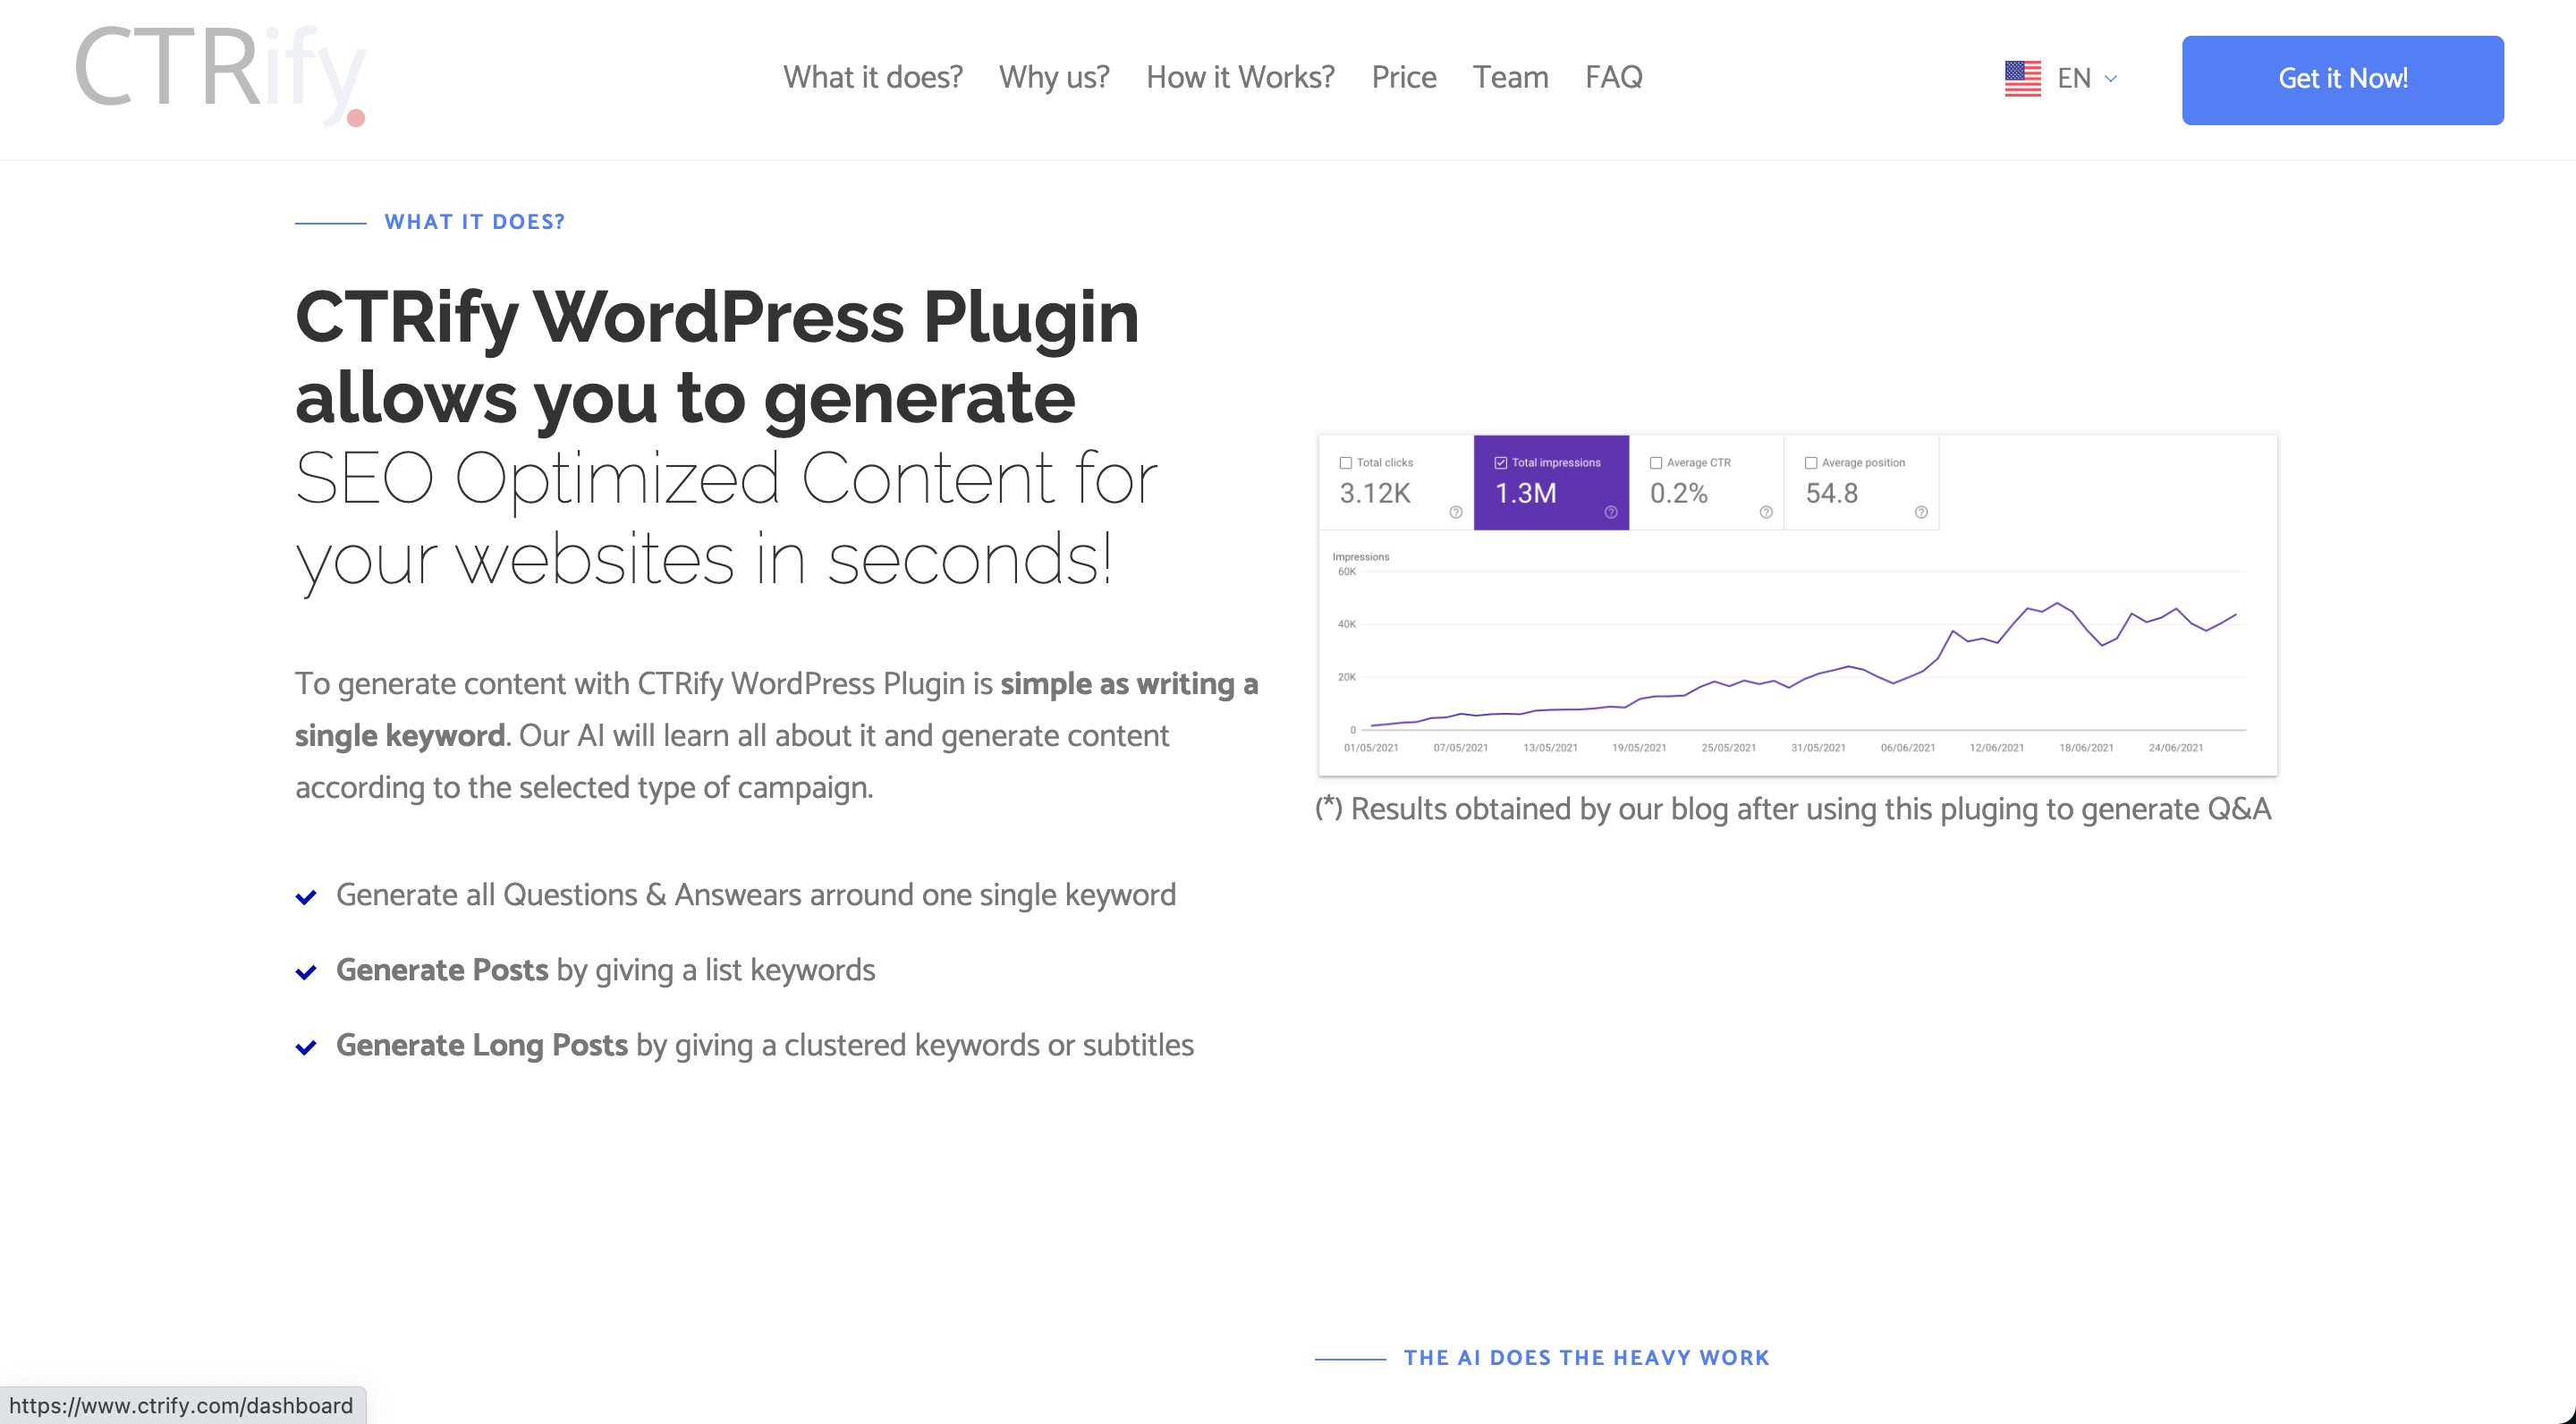 CTRify.
What it does? Why us? How it Works? Price Team FAQ
EN
Get it Now!
WHAT IT DOES?
CTRify WordPress Plugin
allows you to generate
SEO Optimized Content for
your websites in seconds!
To generate content with CTRify WordPress Plugin is simple as writing a
single keyword. Our AI will learn all about it and generate content
according to the selected type of campaign.
Generate all Questions & Answears arround one single keyword
Generate Posts by giving a list keywords
Generate Long Posts by giving a clustered keywords or subtitles
Total clicks
3.12K
Total impressions
1.3M
Average CTR
0.2%
Average position
54.8
Impressions
60K
40K
20K
0
01/05/2021 07/05/2021 13/05/2021 19/05/2021 25/05/2021 31/05/2021 06/06/2021 12/06/2021 18/06/2021 24/06/2021
(*) Results obtained by our blog after using this pluging to generate Q&A
THE AI DOES THE HEAVY WORK
https://www.ctrify.com/dashboard